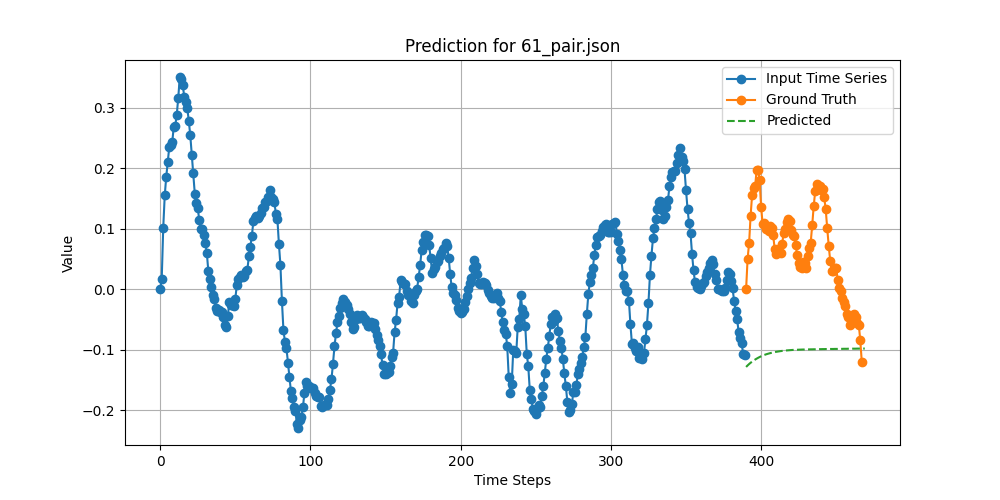 Prediction for 61_pair.json
Input Time Series
Ground Truth
Predicted
Value
0.3
0.2
0.1
0.0
−0.1
−0.2
0 100 200 300 400
Time Steps